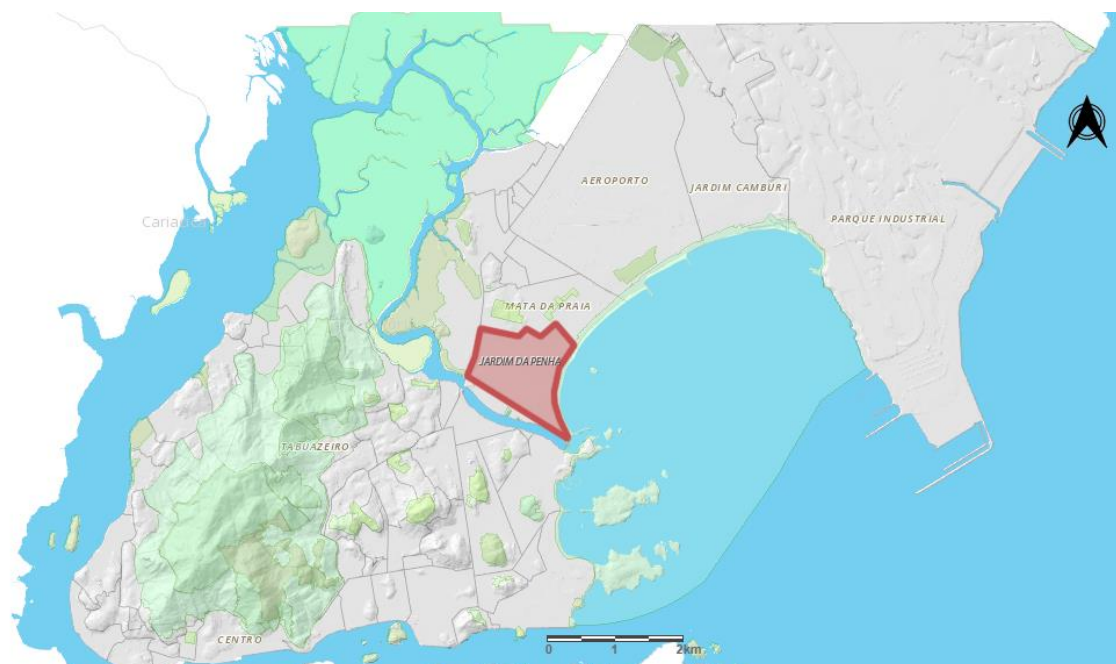 AEROPORTO
JARDIM CAMBURI
PARQUE INDUSTRIAL
Cariacica
MATA DA PRAIA
JARDIM DA PENHA
TABUAZEIRO
CENTRO
0 1 2km